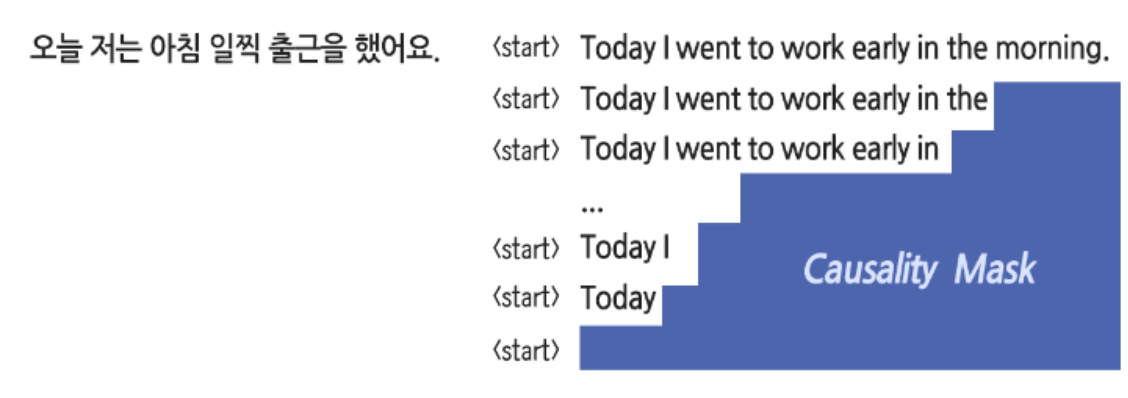 오늘 저는 아침 일찍 출근을 했어요.
〈start〉 Today I went to work early in the morning.
〈start〉 Today I went to work early in the
〈start〉 Today I went to work early in
...
〈start〉 Today I
〈start〉 Today
〈start〉
Causality Mask